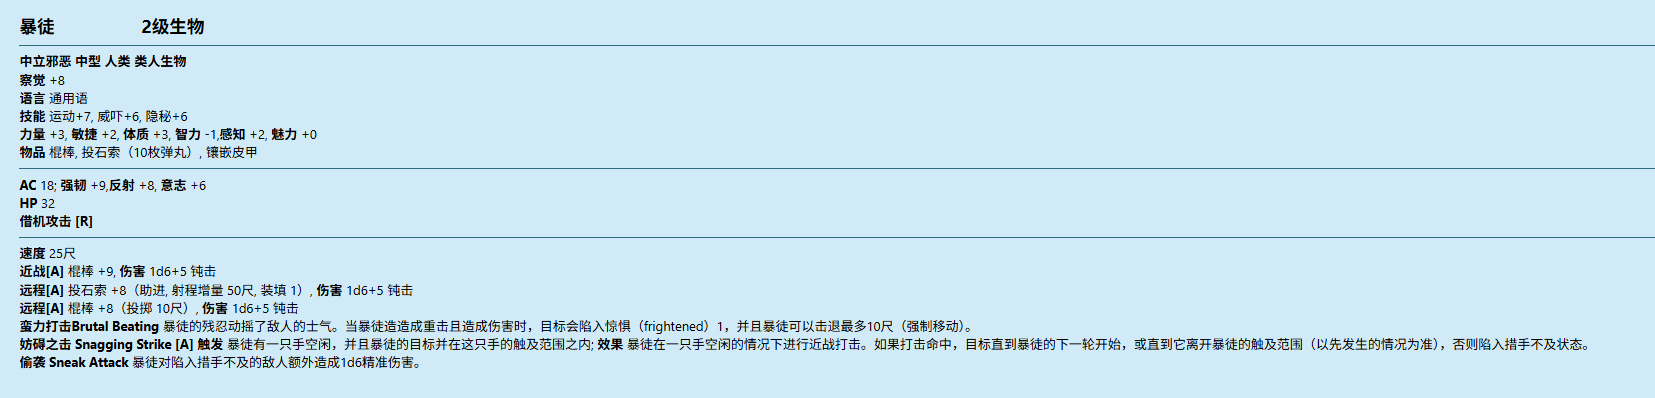 暴徒 2级生物
中立邪恶 中型 人类 类人生物
察觉 +8
语言 通用语
技能 运动+7, 威吓+6, 隐秘+6
力量 +3, 敏捷 +2, 体质 +3, 智力 -1,感知 +2, 魅力 +0
物品 棍棒, 投石索（10枚弹丸）, 镶嵌皮甲
AC 18; 强韧 +9,反射 +8, 意志 +6
HP 32
借机攻击 [R]
速度 25尺
近战[A] 棍棒 +9, 伤害 1d6+5 钝击
远程[A] 投石索 +8（助进, 射程增量 50尺, 装填 1）, 伤害 1d6+5 钝击
远程[A] 棍棒 +8（投掷 10尺）, 伤害 1d6+5 钝击
蛮力打击Brutal Beating 暴徒的残忍动摇了敌人的士气。当暴徒造造成重击且造成伤害时，目标会陷入惊惧（frightened）1，并且暴徒可以击退最多10尺（强制移动）。
妨碍之击 Snagging Strike [A] 触发 暴徒有一只手空闲，并且暴徒的目标并在这只手的触及范围之内; 效果 暴徒在一只手空闲的情况下进行近战打击。如果打击命中，目标直到暴徒的下一轮开始，或直到它离开暴徒的触及范围（以先发生的情况为准），否则陷入措手不及状态。
偷袭 Sneak Attack 暴徒对陷入措手不及的敌人额外造成1d6精准伤害。